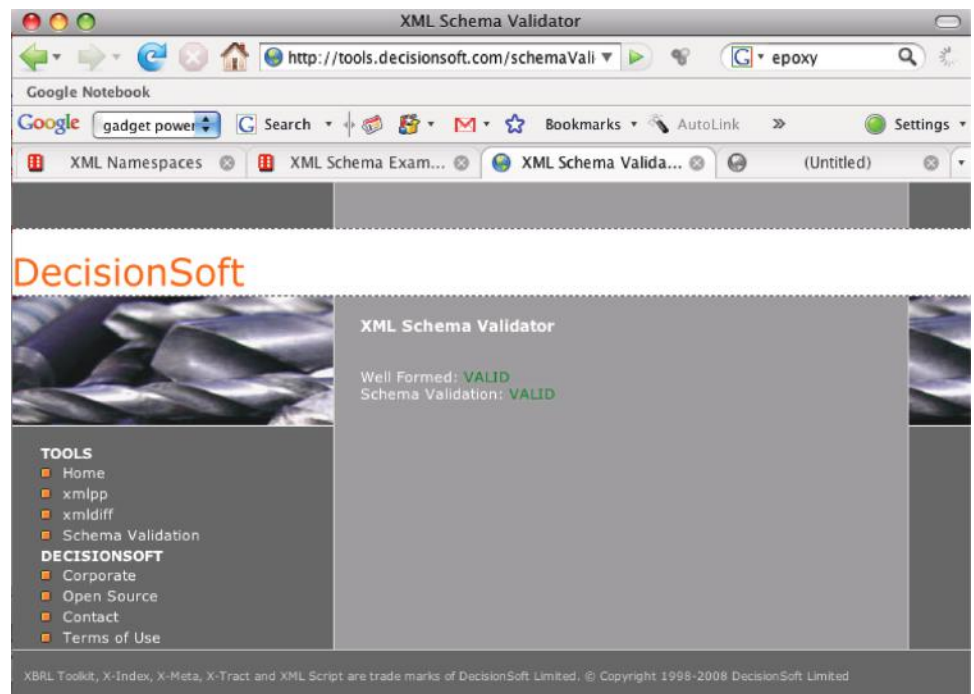 XML Schema Validator
http://tools.decisionsoft.com/schemaVali
G epoxy
Google Notebook
Google gadget power G Search Bookmarks AutoLink » Settings
XML Namespaces XML Schema Exam... XML Schema Valida... (Untitled)
DecisionSoft
XML Schema Validator
Well Formed: VALID
Schema Validation: VALID
TOOLS
Home
xmlpp
xmldiff
Schema Validation
DECISIONSOFT
Corporate
Open Source
Contact
Terms of Use
XBRL Toolkit, X-Index, X-Meta, X-Tract and XML Script are trade marks of DecisionSoft Limited. © Copyright 1998-2008 DecisionSoft Limited